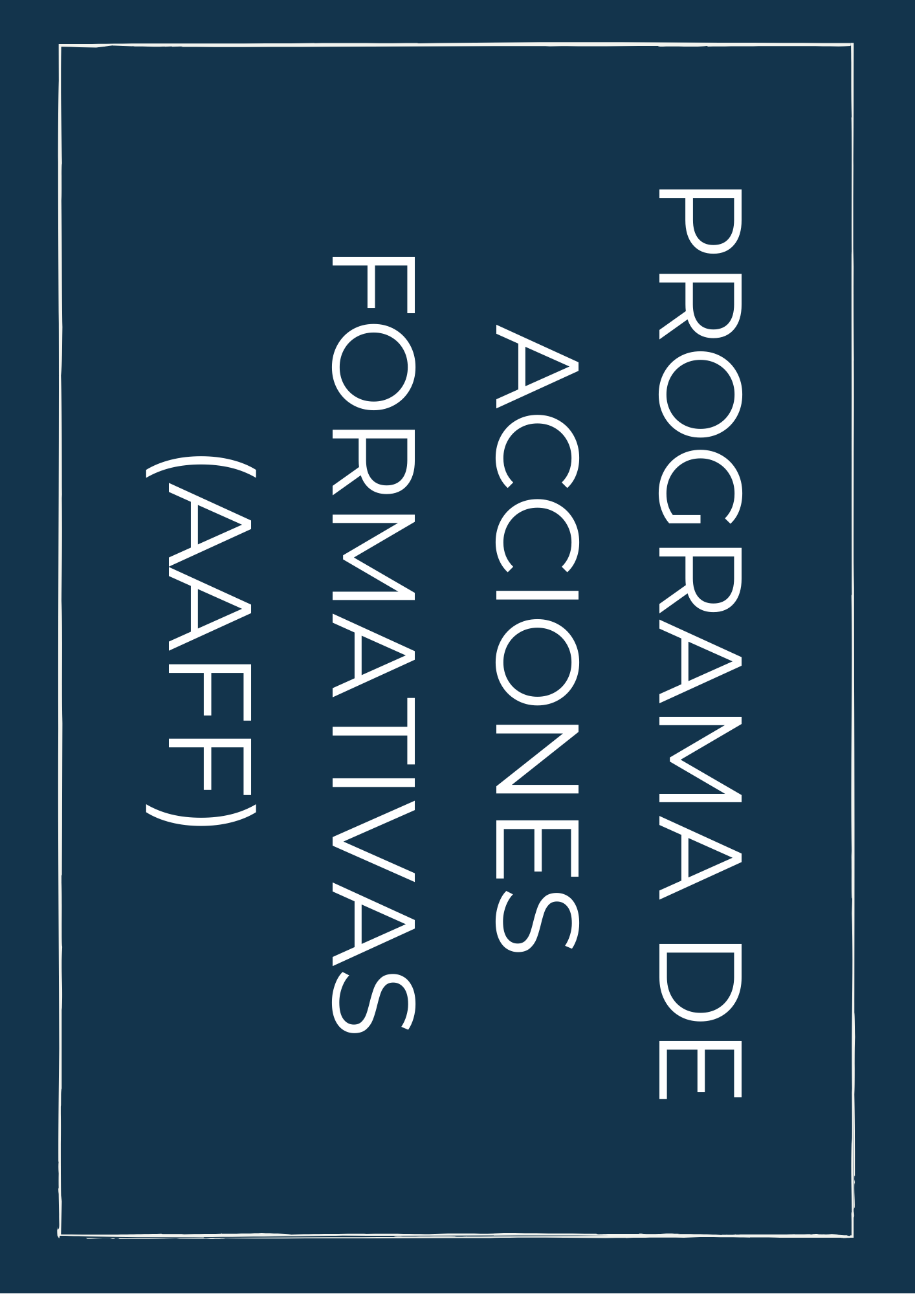 PROGRAMA DE
ACCIONES
FORMATIVAS
(AAFF)